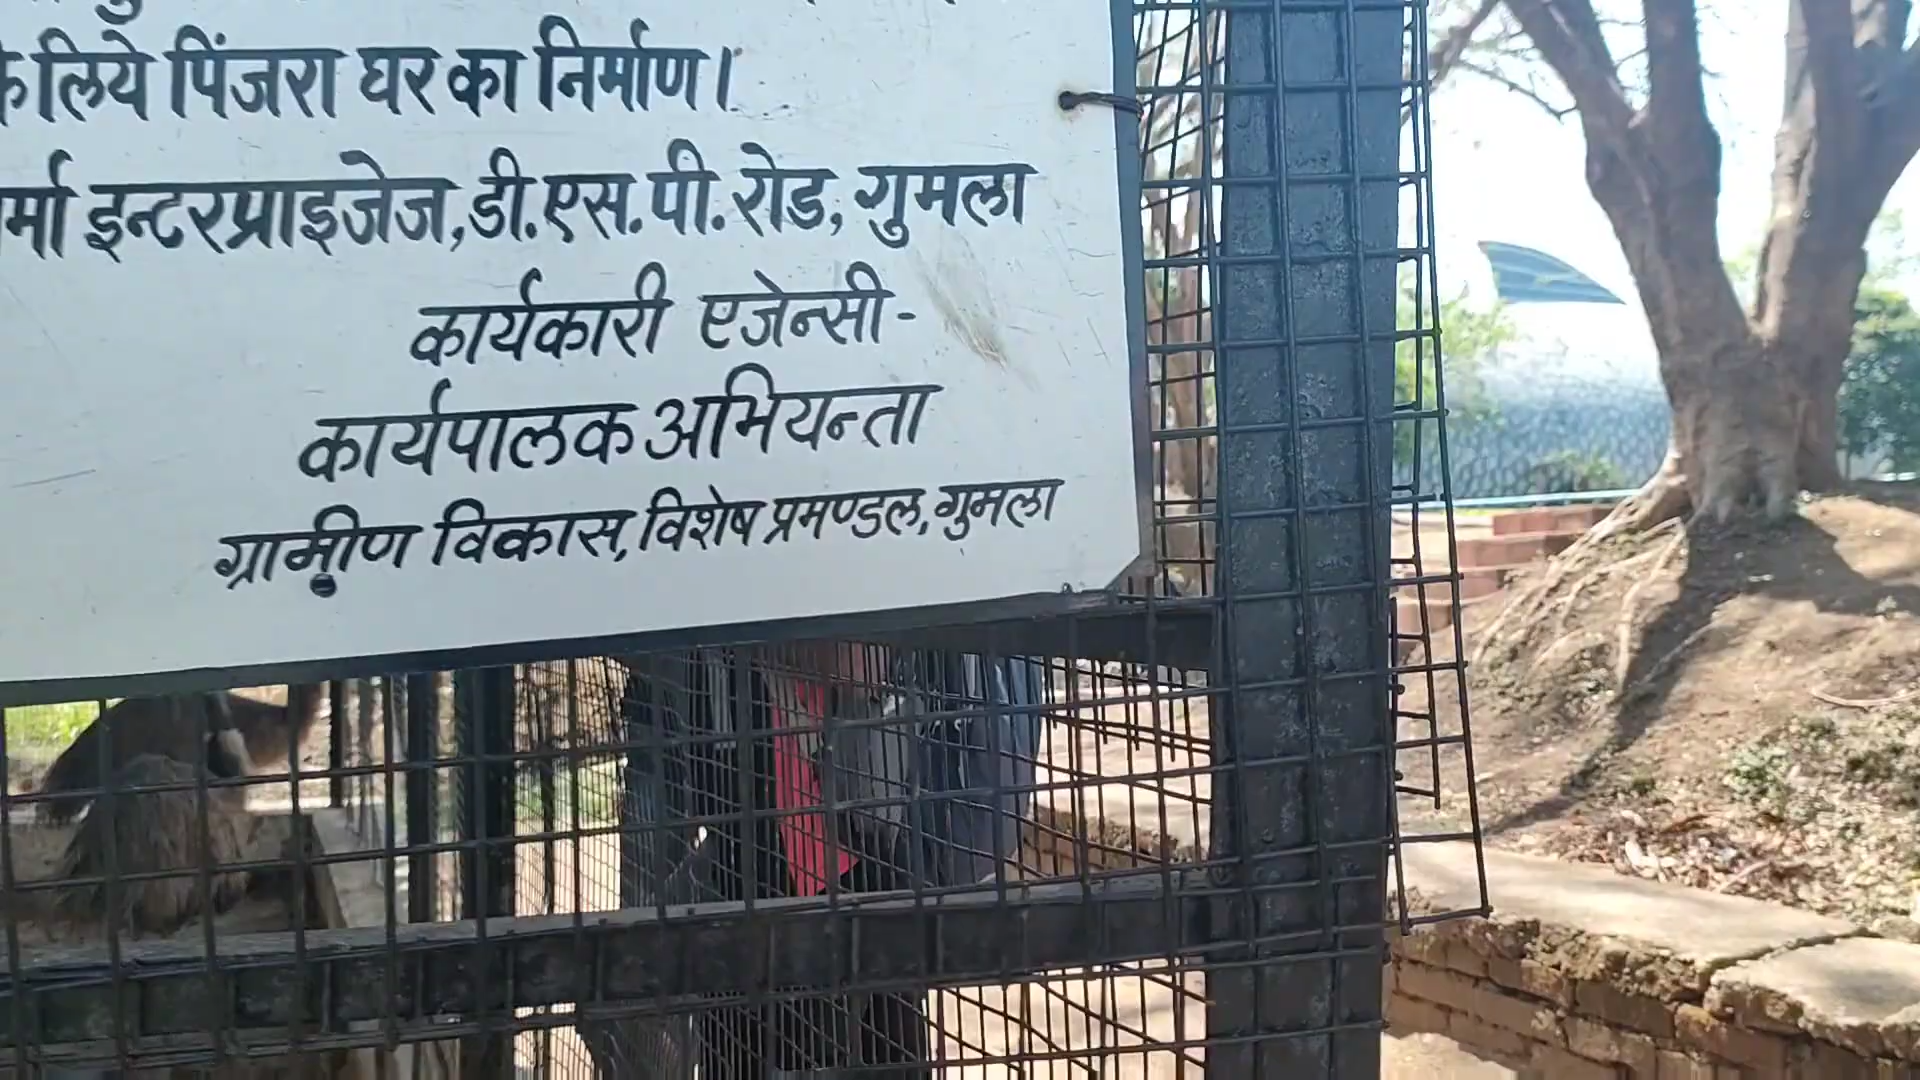 लिये पिंजरा घर का निर्माण।
इन्टरप्राइजेज, डी.एस.पी. रोड, गुमला
कार्यकारी एजेन्सी-
कार्यपालक अभियन्ता
ग्रामीण विकास, विशेष प्रमण्डल, गुमला